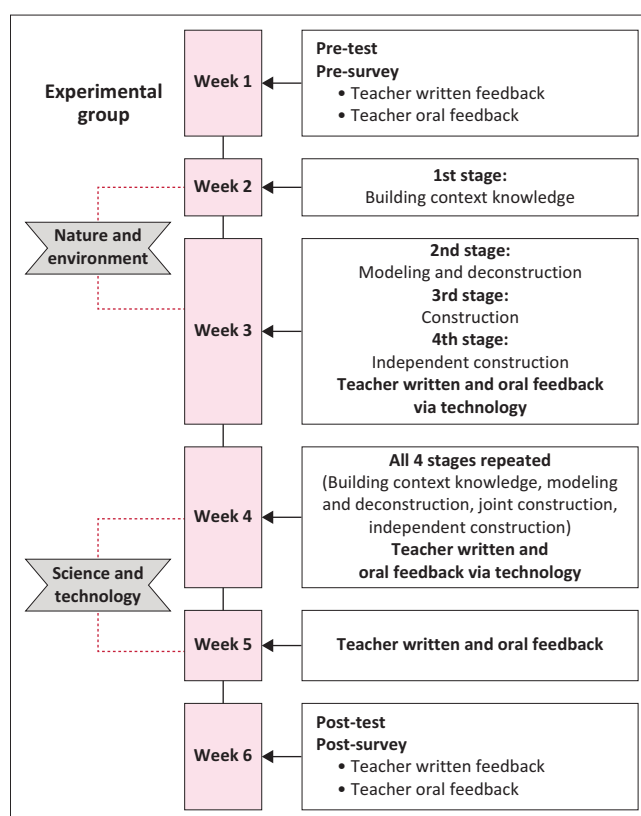 Experimental
group
Week 1
Pre-test
Pre-survey
• Teacher written feedback
• Teacher oral feedback
Week 2
1st stage:
Building context knowledge
Nature and
environment
Week 3
2nd stage:
Modeling and deconstruction
3rd stage:
Construction
4th stage:
Independent construction
Teacher written and oral feedback
via technology
Week 4
All 4 stages repeated
(Building context knowledge, modeling
and deconstruction, joint construction,
independent construction)
Teacher written and
oral feedback via technology
Science and
technology
Week 5
Teacher written and oral feedback
Week 6
Post-test
Post-survey
• Teacher written feedback
• Teacher oral feedback